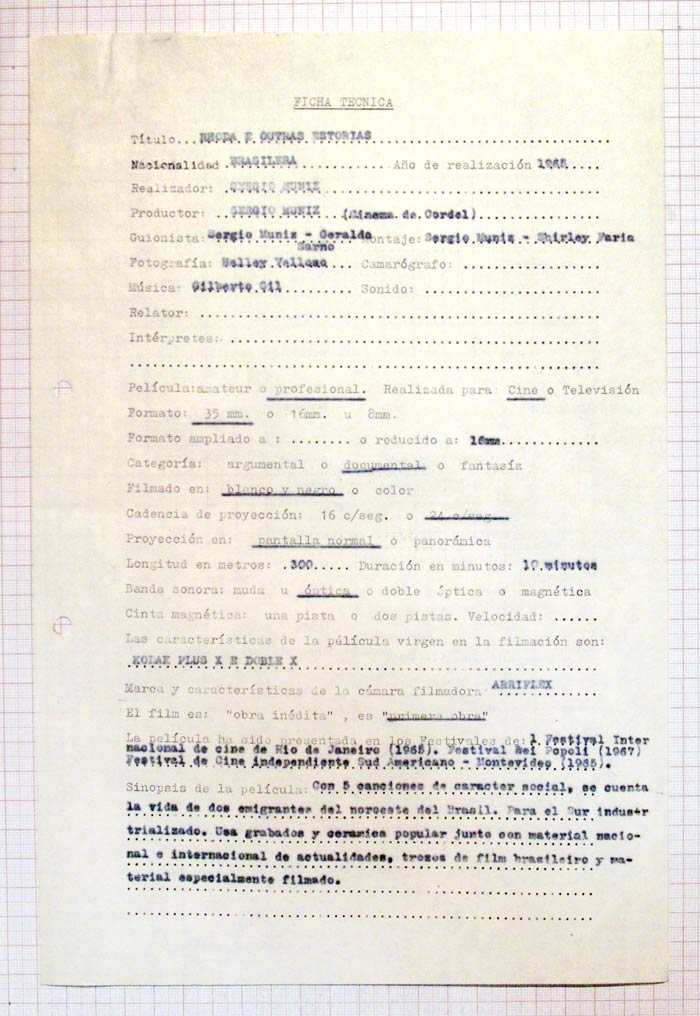 FICHA TECNICA
Título...RHODA E OUTRAS ESTORIAS
Nacionalidad BRASILERA Año de realización 1965.....
Realizador: SERGIO MUNIZ
Productor: SERGIO MUNIZ (Cinema de Cordel)
Guionista: Sergio Muniz - Geraldo Sarno Montaje: Sergio Muniz - Shirley Faria
Fotografía: Helley Velloso ... Camarógrafo:
Música: Gilberto Gil Sonido:
Relator:
Intérpretes:
Película:amateur o profesional. Realizada para Cine o Televisión
Formato: 35 mm. o 16mm. u 8mm.
Formato ampliado a : ........ o reducido a: 16mm
Categoría: argumental o documental o fantasía
Filmado en: blanco y negro o color
Cadencia de proyección: 16 c/seg. o 24 c/seg.
Proyección en: pantalla normal ó panorámica
Longitud en metros: .300..... Duración en minutos: 10 minutos
Banda sonora: muda u óptica o doble óptica o magnética
Cinta magnética: una pista o dos pistas. Velocidad: ......
Las características de la pálícula virgen en la filmación son:
KODAK PLUS X E DOBLE X
Marca y características de la cámara filmadora ARRIFLEX
El film es: "obra inédita" , es "primera obra"
La película ha sido presentada en los Festivales de: 1 Festival Inter
nacional de cine de Rio de Janeiro (1965). Festival Dei Popoli (1967)
Festival de Cine independiente Sud Americano - Montevideo (1965).
Sinopsis de la película: Con 5 canciones de caracter social, se cuenta
la vida de dos emigrantes del noroeste del Brasil. Para el Sur indus-
trializado. Usa grabados y ceramica popular junto con material nacio-
nal e internacional de actualidades, trozos de film brasileiro y ma-
terial especialmente filmado.